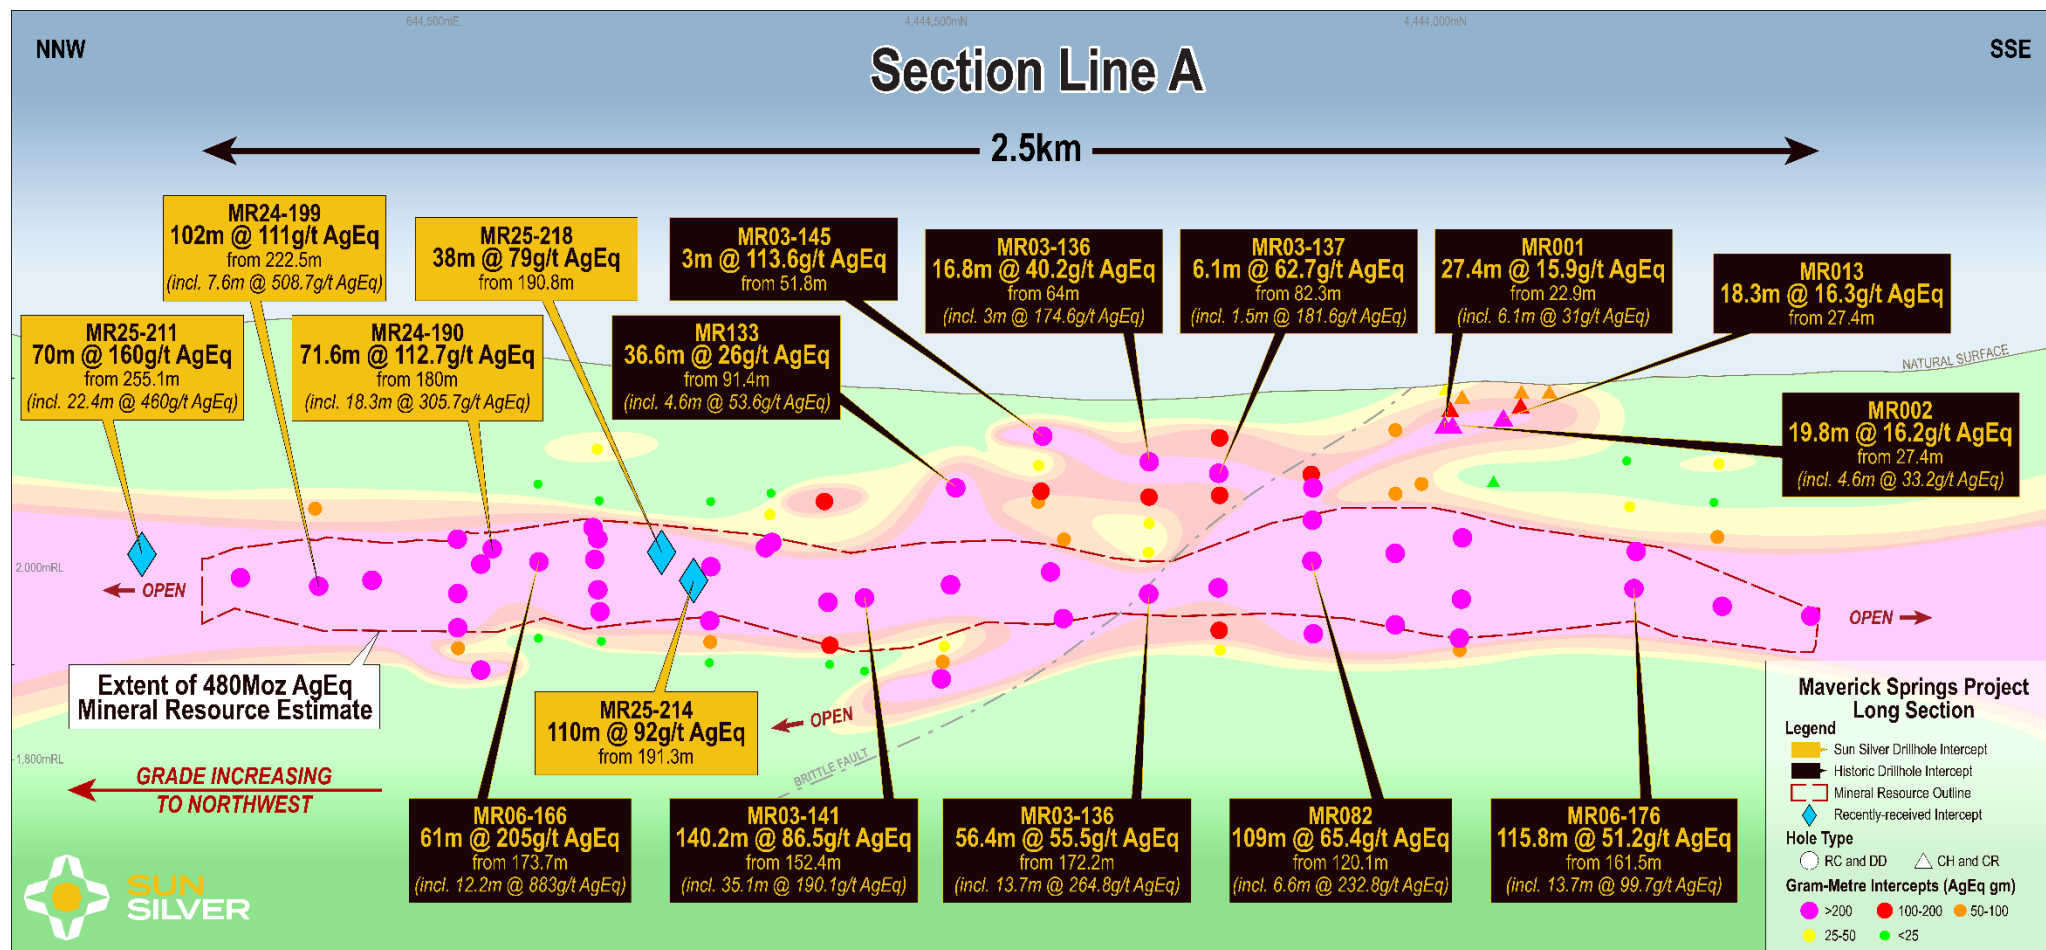 644,500mE
4,444,500mN
4,444,000mN
NNW
Section Line A
SSE
2.5km
MR24-199
102m @ 111g/t AgEq
from 222.5m
(incl. 7.6m @ 508.7g/t AgEq)
MR25-218
38m @ 79g/t AgEq
from 190.8m
MR03-145
3m @ 113.6g/t AgEq
from 51.8m
MR03-136
16.8m @ 40.2g/t AgEq
from 64m
(incl. 3m @ 174.6g/t AgEq)
MR03-137
6.1m @ 62.7g/t AgEq
from 82.3m
(incl. 1.5m @ 181.6g/t AgEq)
MR001
27.4m @ 15.9g/t AgEq
from 22.9m
(incl. 6.1m @ 31g/t AgEq)
MR013
18.3m @ 16.3g/t AgEq
from 27.4m
MR25-211
70m @ 160g/t AgEq
from 255.1m
(incl. 22.4m @ 460g/t AgEq)
MR24-190
71.6m @ 112.7g/t AgEq
from 180m
(incl. 18.3m @ 305.7g/t AgEq)
MR133
36.6m @ 26g/t AgEq
from 91.4m
(incl. 4.6m @ 53.6g/t AgEq)
NATURAL SURFACE
MR002
19.8m @ 16.2g/t AgEq
from 27.4m
(incl. 4.6m @ 33.2g/t AgEq)
2,000mRL
OPEN
OPEN
Extent of 480Moz AgEq
Mineral Resource Estimate
MR25-214
110m @ 92g/t AgEq
from 191.3m
OPEN
BRITTLE FAULT
1,800mRL
GRADE INCREASING
TO NORTHWEST
MR06-166
61m @ 205g/t AgEq
from 173.7m
(incl. 12.2m @ 883g/t AgEq)
MR03-141
140.2m @ 86.5g/t AgEq
from 152.4m
(incl. 35.1m @ 190.1g/t AgEq)
MR03-136
56.4m @ 55.5g/t AgEq
from 172.2m
(incl. 13.7m @ 264.8g/t AgEq)
MR082
109m @ 65.4g/t AgEq
from 120.1m
(incl. 6.6m @ 232.8g/t AgEq)
MR06-176
115.8m @ 51.2g/t AgEq
from 161.5m
(incl. 13.7m @ 99.7g/t AgEq)
Maverick Springs Project
Long Section
Legend
Sun Silver Drillhole Intercept
Historic Drillhole Intercept
Mineral Resource Outline
Recently-received Intercept
Hole Type
RC and DD
CH and CR
Gram-Metre Intercepts (AgEq gm)
>200
100-200
50-100
25-50
<25
SUN
SILVER